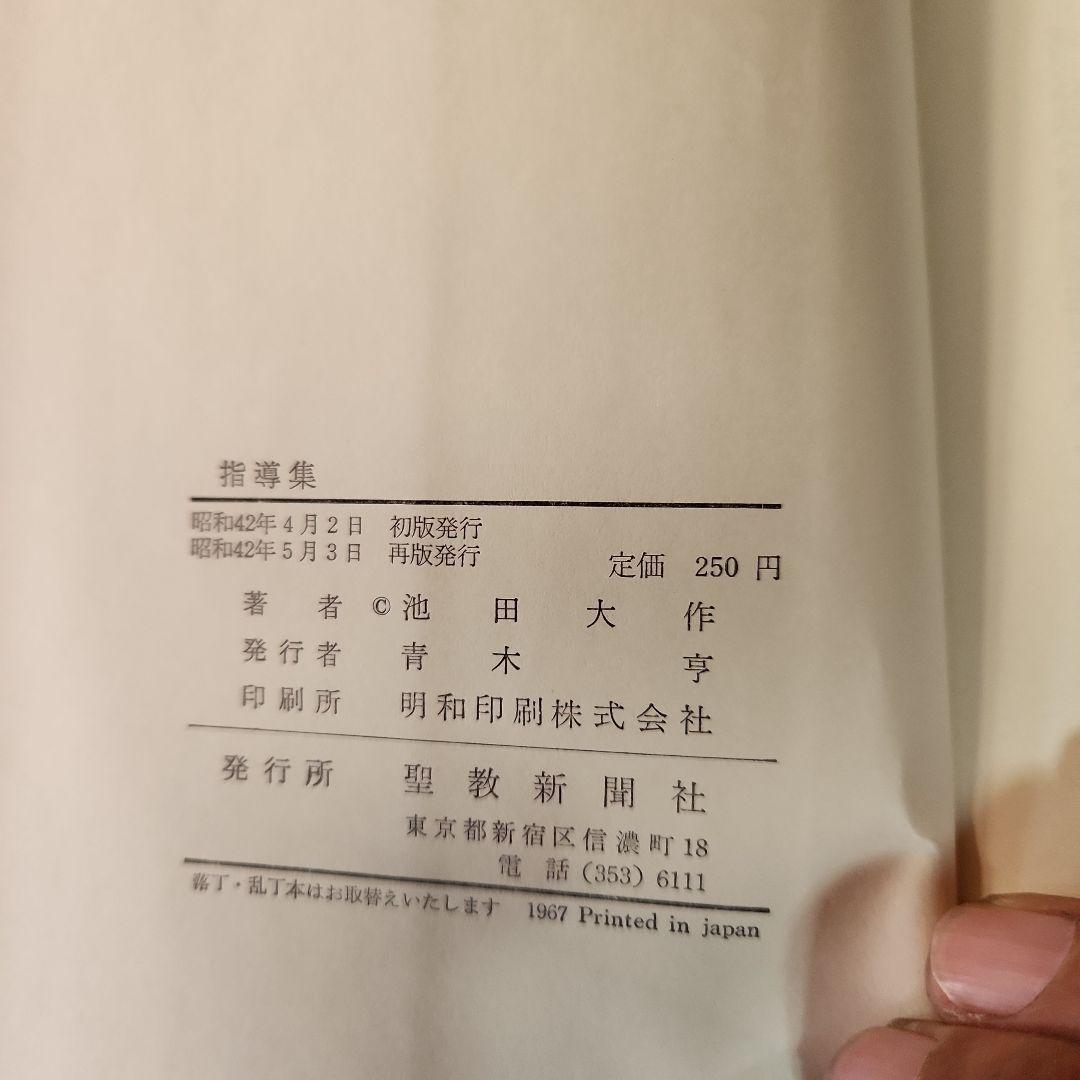 指導集
昭和42年4月2日 初版発行
昭和42年5月3日 再版発行
定価 250 円
著者 ©池田大作
発行者 青木亨
印刷所 明和印刷株式会社
発行所 聖教新聞社
東京都新宿区信濃町18
電話(353)6111
落丁・乱丁本はお取替えいたします 1967 Printed in japan